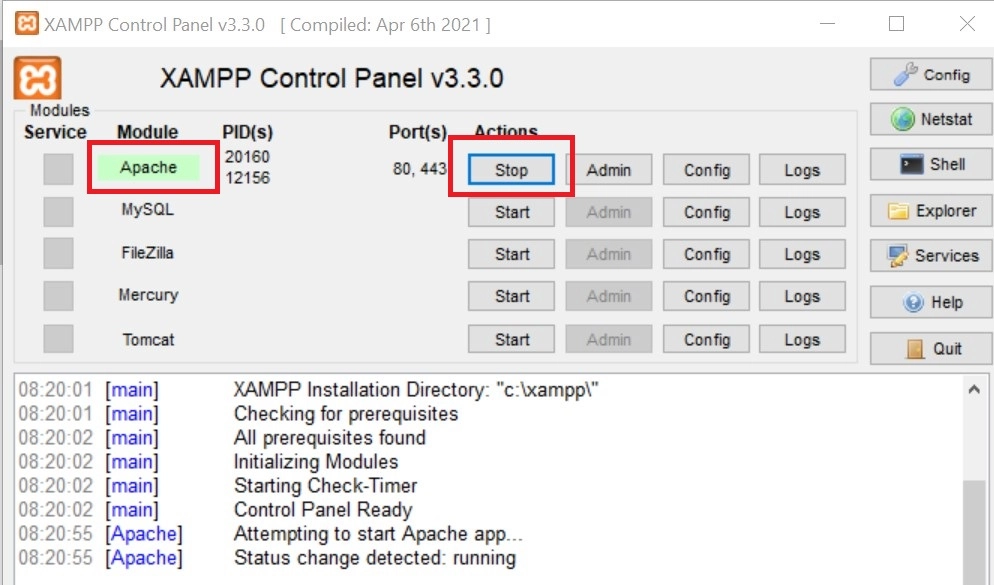 XAMPP Control Panel v3.3.0 [ Compiled: Apr 6th 2021 ]
XAMPP Control Panel v3.3.0
Config
Modules
Service Module PID(s) Port(s) Actions
Netstat
Apache 20160 12156 80, 443 Stop Admin Config Logs
Shell
MySQL Start Admin Config Logs
Explorer
FileZilla Start Admin Config Logs
Services
Mercury Start Admin Config Logs
Help
Tomcat Start Admin Config Logs
Quit
08:20:01 [main] XAMPP Installation Directory: "c:\xampp\"
08:20:01 [main] Checking for prerequisites
08:20:02 [main] All prerequisites found
08:20:02 [main] Initializing Modules
08:20:02 [main] Starting Check-Timer
08:20:02 [main] Control Panel Ready
08:20:55 [Apache] Attempting to start Apache app...
08:20:55 [Apache] Status change detected: running